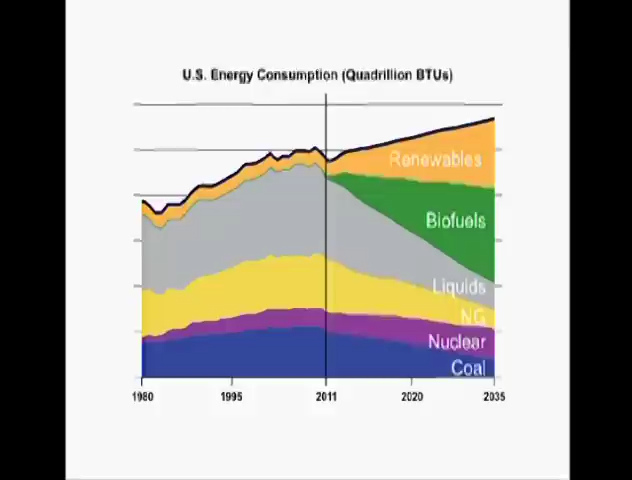 U.S. Energy Consumption (Quadrillion BTUs)
Renewables
Biofuels
Liquids
NG
Nuclear
Coal
1980 1995 2011 2020 2035